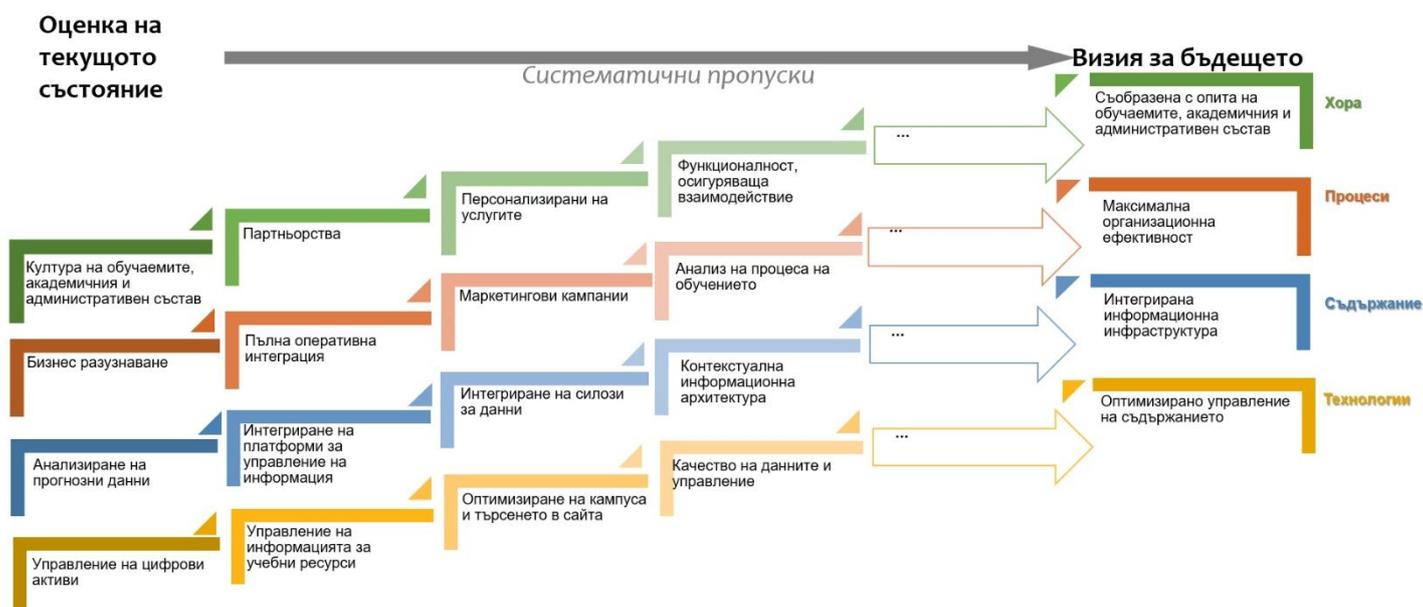 Оценка на
текущото
състояние
Систематични пропуски
Визия за бъдещето
Култура на обучаемите,
академичния и
административен състав
Партньорства
Персонализирани на
услугите
Функционалност,
осигуряваща
взаимодействие
...
Съобразена с опита на
обучаемите, академичния и
административен състав
Хора
Бизнес разузнаване
Пълна оперативна
интеграция
Маркетингови кампании
Анализ на процеса на
обучението
...
Максимална
организационна
ефективност
Процеси
Анализиране на
прогнозни данни
Интегриране на
платформи за
управление на
информация
Интегриране на силози
за данни
Контекстуална
информационна
архитектура
...
Интегрирана
информационна
инфраструктура
Съдържание
Управление на цифрови
активи
Управление на
информацията за
учебни ресурси
Оптимизиране на кампуса
и търсенето в сайта
Качество на данните и
управление
...
Оптимизирано управление
на съдържанието
Технологии